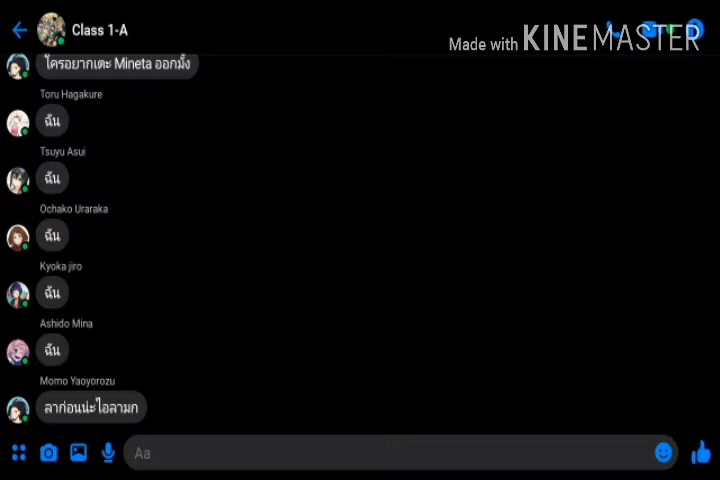 Class 1-A
Made with KINEMASTER
ใครอยากเตะ Mineta ออกมั้ง
Toru Hagakure
ฉัน
Tsuyu Asui
ฉัน
Ochako Uraraka
ฉัน
Kyoka jiro
ฉัน
Ashido Mina
ฉัน
Momo Yaoyorozu
ลาก่อนน่ะไอลามก
Aa